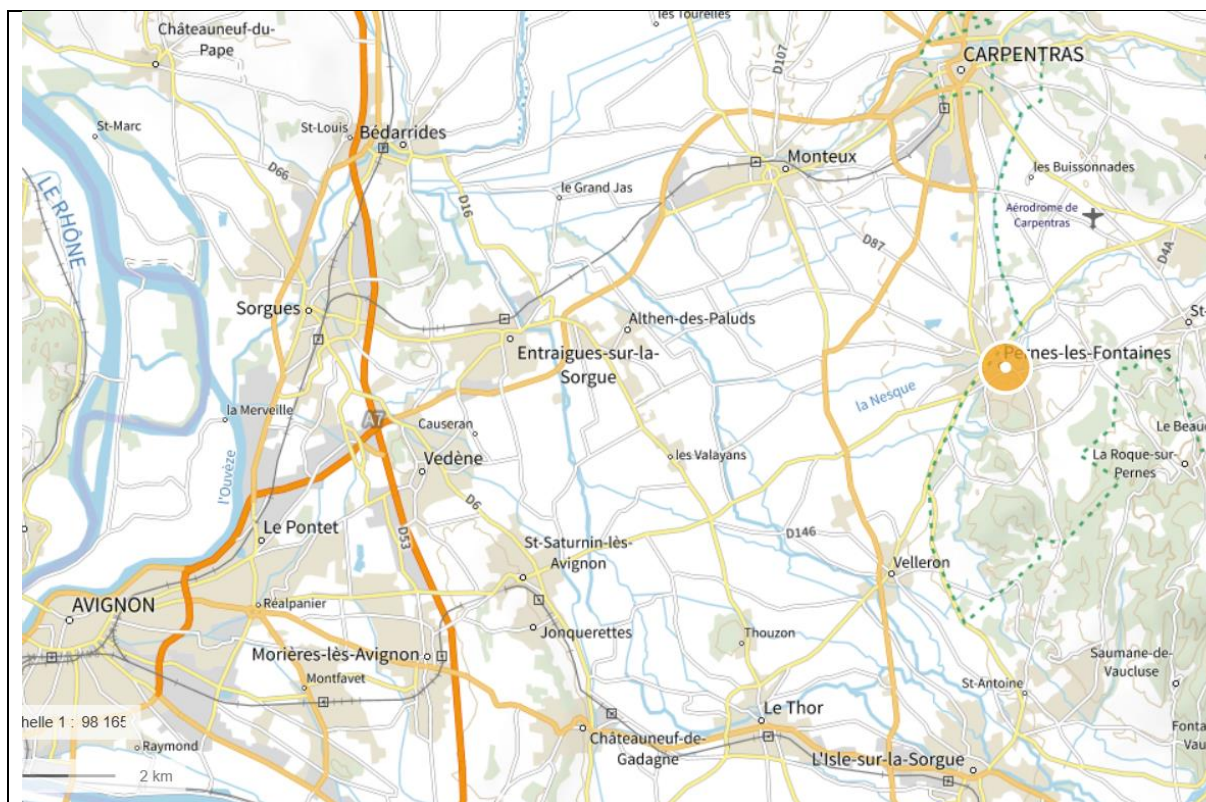 les Tourelles
Châteauneuf-du-
Pape
CARPENTRAS
D107
St-Marc
St-Louis
Bédarrides
Monteux
les Buissonnades
D66
le Grand Jas
D16
Aérodrome de
Carpentras
LE RHÔNE
D87
D4A
Sorgues
Althen-des-Paluds
St-
Entraigues-sur-la-
Sorgue
Pernes-les-Fontaines
la Nesque
la Merveille
A7
Causeran
Le Beau
Vedène
les Valayans
La Roque-sur-
Pernes
l'Ouvèze
D6
Le Pontet
D53
D146
St-Saturnin-lès-
Avignon
Velleron
AVIGNON
Réalpanier
Jonquerettes
Thouzon
Morières-lès-Avignon
Saumane-de-
Vaucluse
Montfavet
St-Antoine
helle 1 : 98 165
Le Thor
Châteauneuf-de-
Gadagne
Fonta
Vau
Raymond
L'Isle-sur-la-Sorgue
2 km